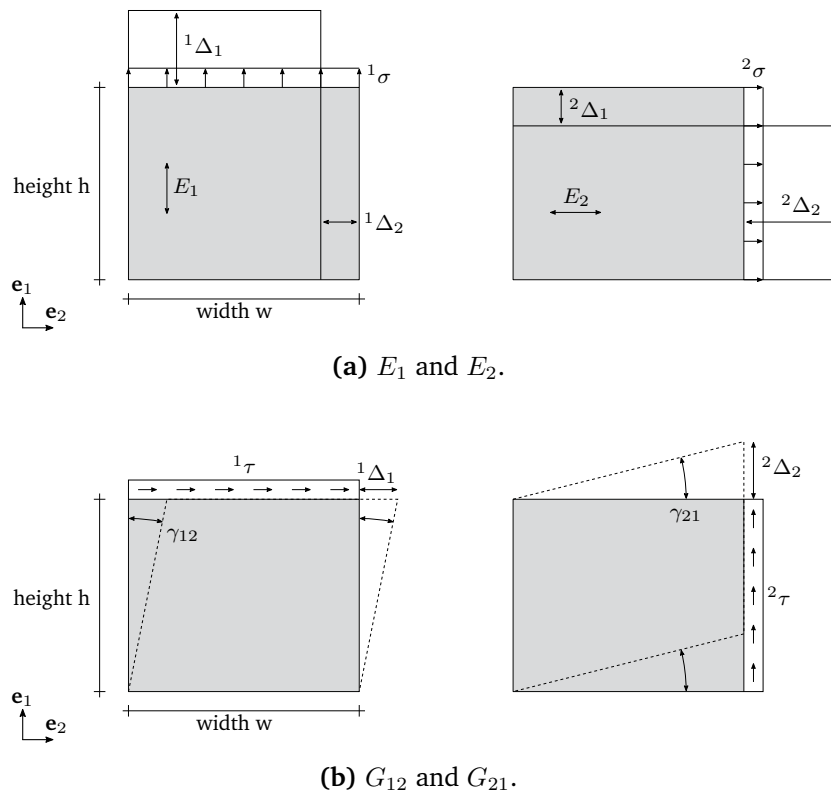 ¹Δ₁
¹σ
²σ
²Δ₁
height h
E₁
E₂
¹Δ₂
²Δ₂
e₁
e₂
width w
(a) E₁ and E₂.
¹τ
¹Δ₁
²Δ₂
γ₁₂
γ₂₁
height h
²τ
e₁
e₂
width w
(b) G₁₂ and G₂₁.